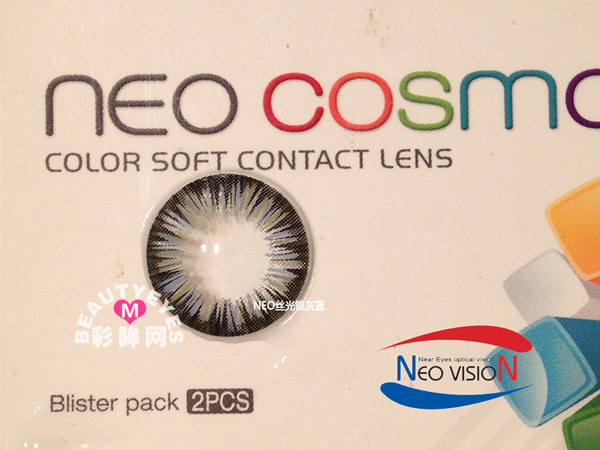 neo cosmo
COLOR SOFT CONTACT LENS
NEO丝光银灰蓝
BEAUTYEYES
M
彩眸网
Near Eyes optical vision
NEO VISION
Blister pack 2PCS